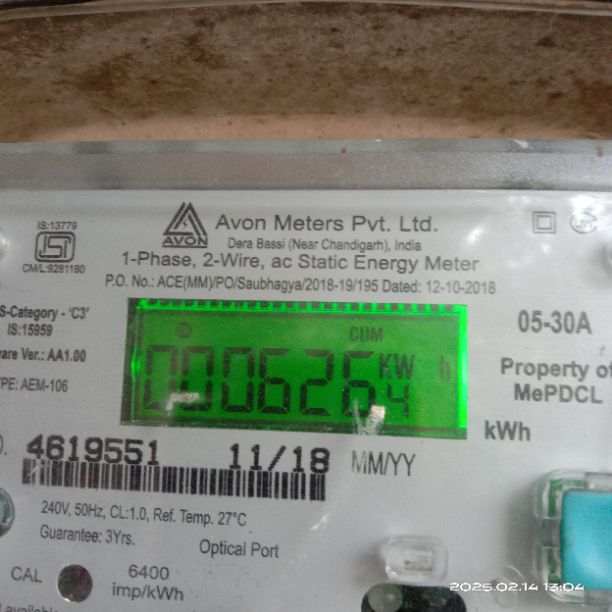 IS:13779
ISI
CM/L:9281180
AVON
Avon Meters Pvt. Ltd.
Dera Bassi (Near Chandigarh), India
1-Phase, 2-Wire, ac Static Energy Meter
P.O. No.: ACE(MM)/PO/Saubhagya/2018-19/195 Dated: 12-10-2018
S-Category - 'C3'
IS:15959
are Ver.: AA1.00
PE: AEM-106
CUM
0006264
KW h
kWh
05-30A
Property of
MePDCL
4619551 11/18 MM/YY
240V, 50Hz, CL:1.0, Ref. Temp. 27°C
Guarantee: 3Yrs.
Optical Port
CAL
6400
imp/kWh
2025.02.14 13:04